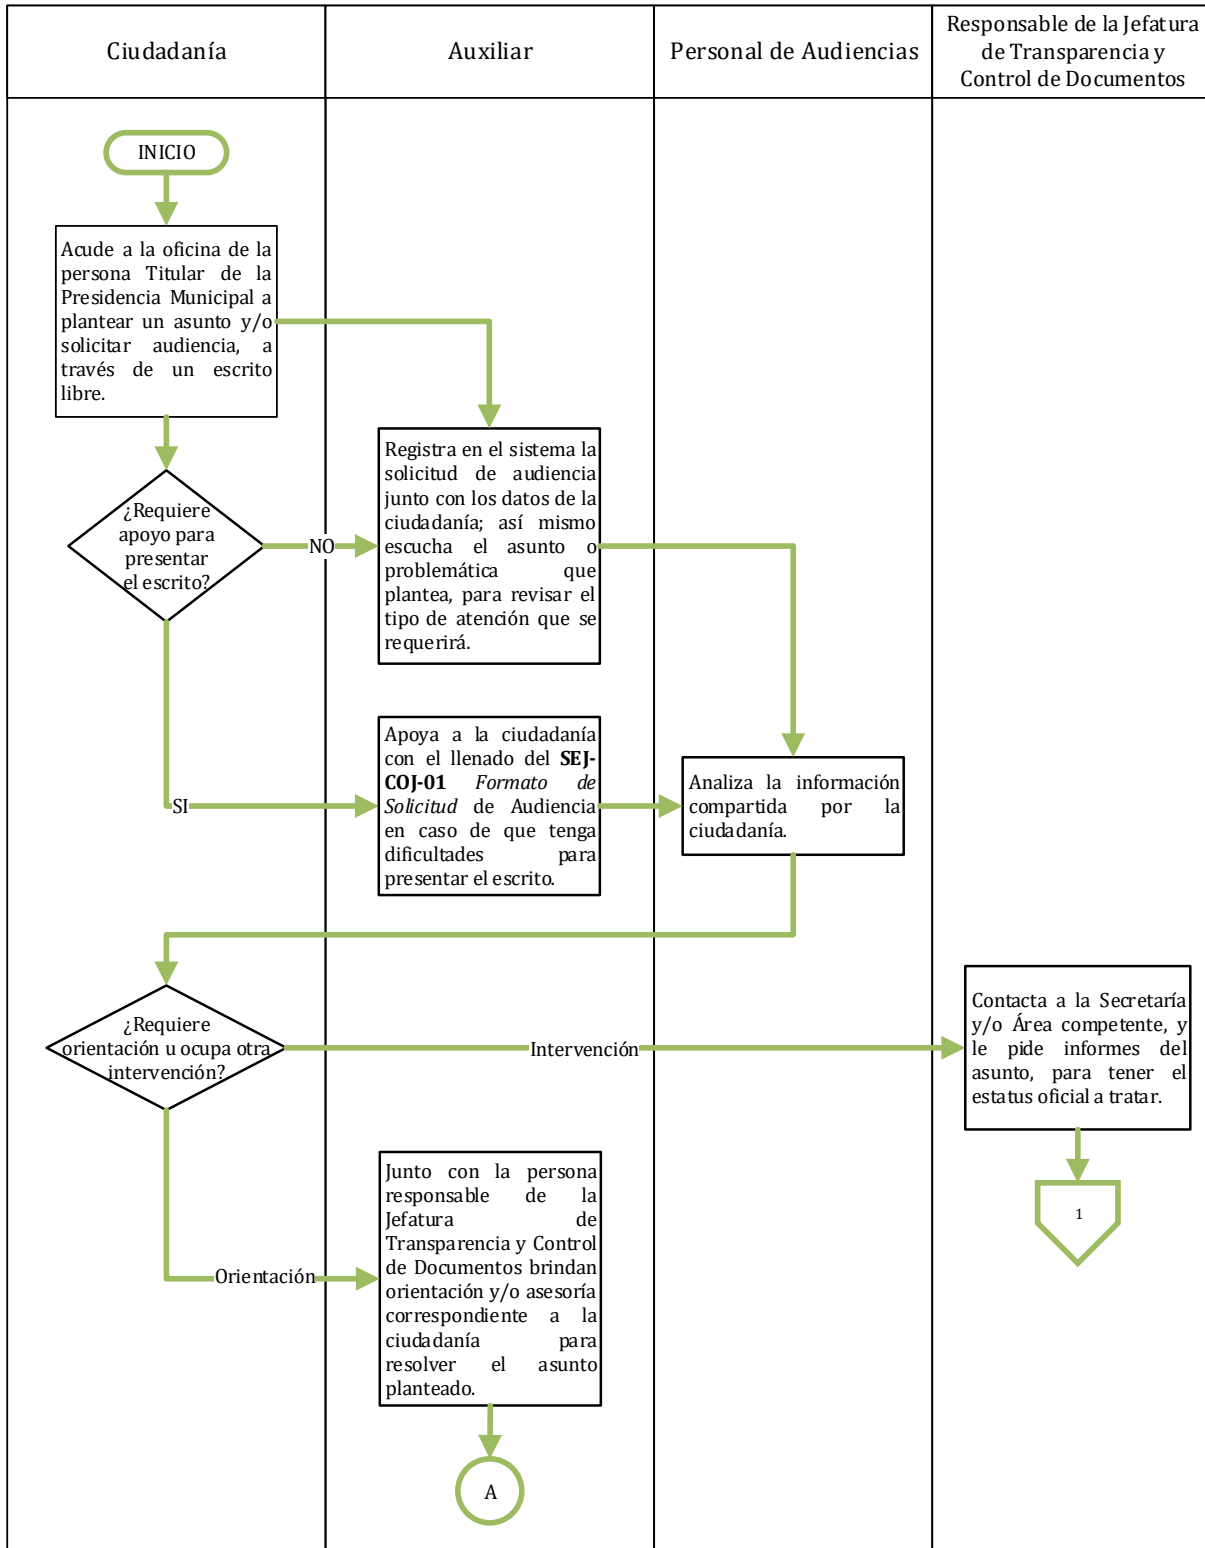 Ciudadanía
Auxiliar
Personal de Audiencias
Responsable de la Jefatura
de Transparencia y
Control de Documentos
INICIO
Acude a la oficina de la
persona Titular de la
Presidencia Municipal a
plantear un asunto y/o
solicitar audiencia, a
través de un escrito
libre.
¿Requiere
apoyo para
presentar
el escrito?
NO
Registra en el sistema la
solicitud de audiencia
junto con los datos de la
ciudadanía; así mismo
escucha el asunto o
problemática que
plantea, para revisar el
tipo de atención que se
requerirá.
SI
Apoya a la ciudadanía
con el llenado del SEJ-
COJ-01 Formato de
Solicitud de Audiencia
en caso de que tenga
dificultades para
presentar el escrito.
Analiza la información
compartida por la
ciudadanía.
¿Requiere
orientación u ocupa otra
intervención?
Intervención
Contacta a la Secretaría
y/o Área competente, y
le pide informes del
asunto, para tener el
estatus oficial a tratar.
1
Orientación
Junto con la persona
responsable de la
Jefatura de
Transparencia y Control
de Documentos brindan
orientación y/o asesoría
correspondiente a la
ciudadanía para
resolver el asunto
planteado.
A